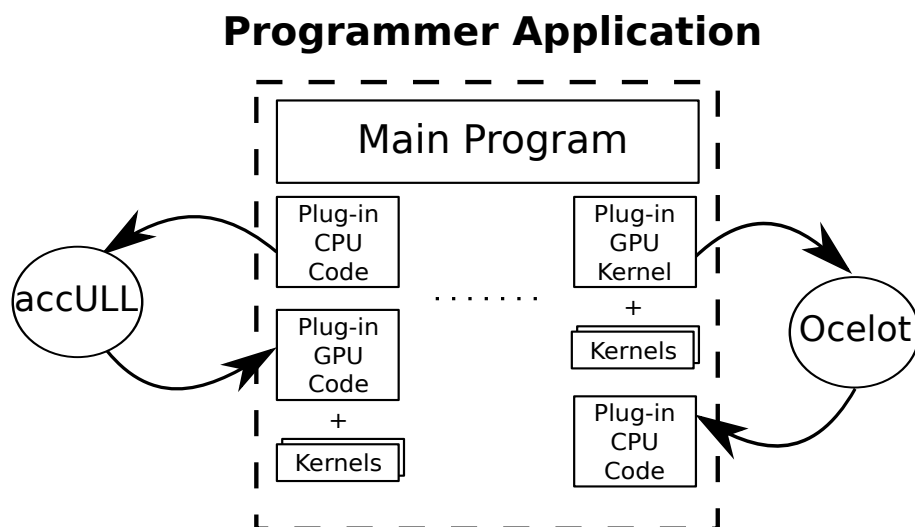 Programmer Application
Main Program
accULL
Plug-in
CPU
Code
Plug-in
GPU
Code
+
Kernels
.......
Plug-in
GPU
Kernel
+
Kernels
Plug-in
CPU
Code
Ocelot